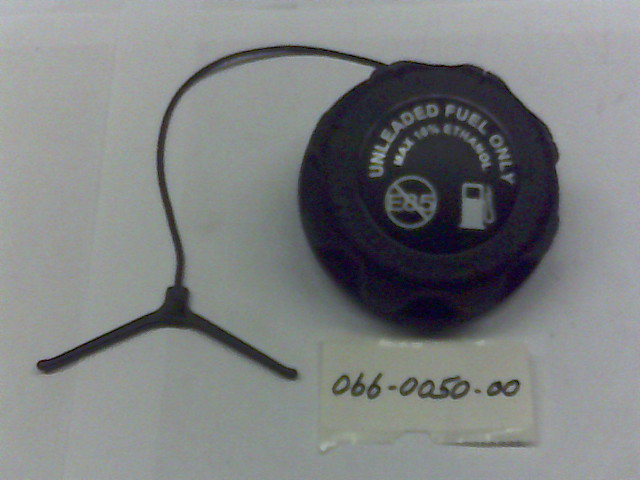 UNLEADED FUEL ONLY
MAX 10% ETHANOL
E85
066-0050-00